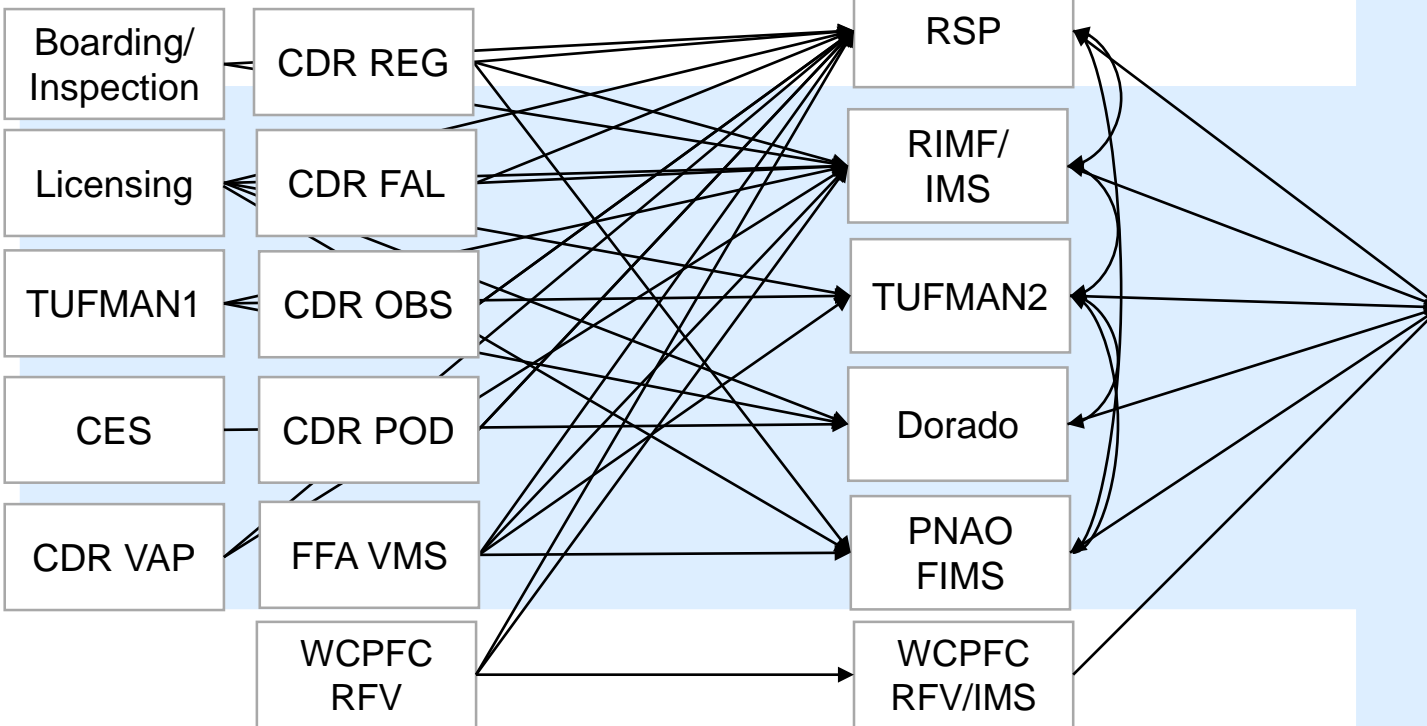 Boarding/
Inspection
CDR REG
RSP
Licensing
CDR FAL
RIMF/
IMS
TUFMAN1
CDR OBS
TUFMAN2
CES
CDR POD
Dorado
CDR VAP
FFA VMS
PNAO
FIMS
WCPFC
RFV
WCPFC
RFV/IMS